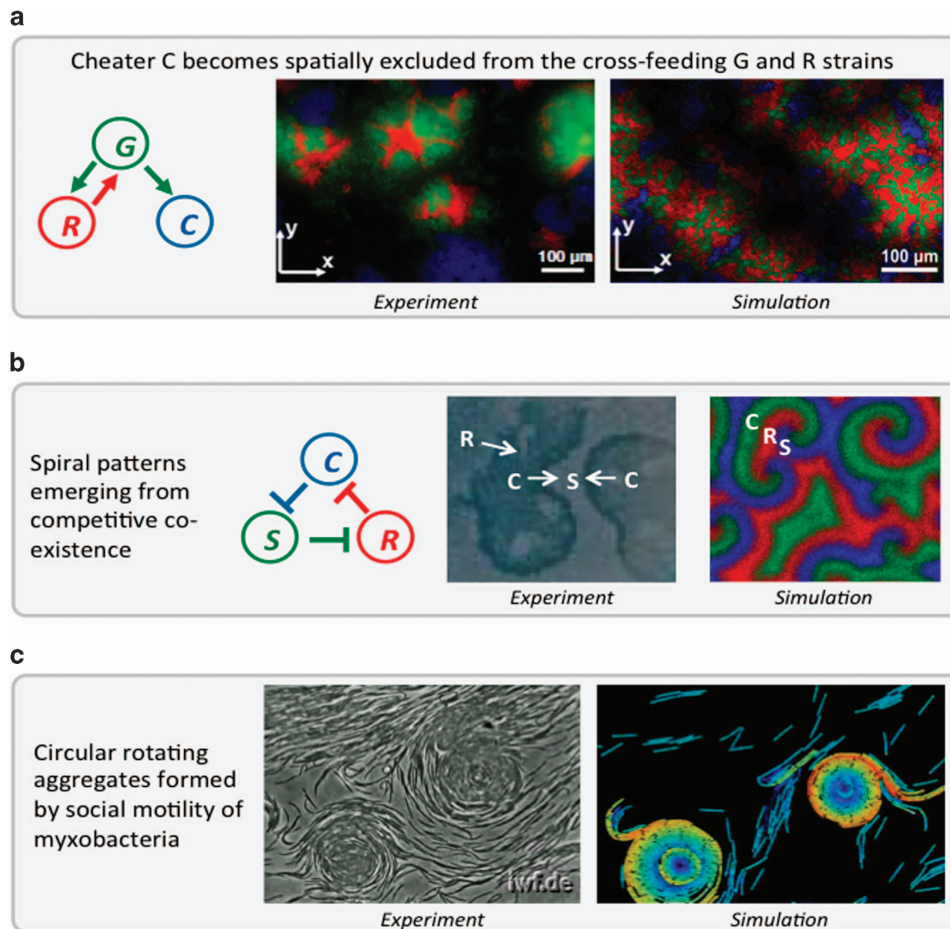 a
Cheater C becomes spatially excluded from the cross-feeding G and R strains
G
R
C
y
x
100 µm
y
x
100 µm
Experiment
Simulation
b
Spiral patterns
emerging from
competitive co-
existence
C
S
R
R
C
S
C
C
R
S
Experiment
Simulation
c
Circular rotating
aggregates formed
by social motility of
myxobacteria
iwf.de
Experiment
Simulation